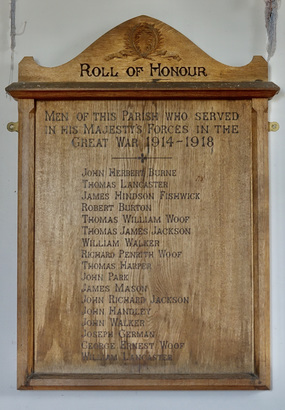 Roll of Honour
Men of this Parish who served
in his Majesty's Forces in the
Great War 1914-1918
John Herbert Burne
Thomas Lancaster
James Hindson Fishwick
Robert Burton
Thomas William Woof
Thomas James Jackson
William Walker
Richard Penrith Woof
Thomas Harper
John Park
James Mason
John Richard Jackson
John Handley
John Walker
Joseph German
George Ernest Woof
William Lancaster